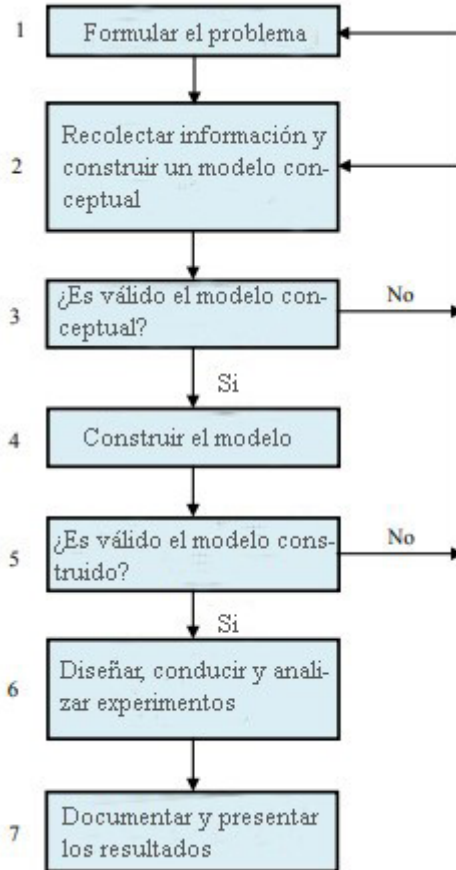 1
Formular el problema
2
Recolectar información y
construir un modelo con-
ceptual
3
¿Es válido el modelo con-
ceptual?
No
Si
4
Construir el modelo
5
¿Es válido el modelo cons-
truido?
No
Si
6
Diseñar, conducir y anali-
zar experimentos
7
Documentar y presentar
los resultados